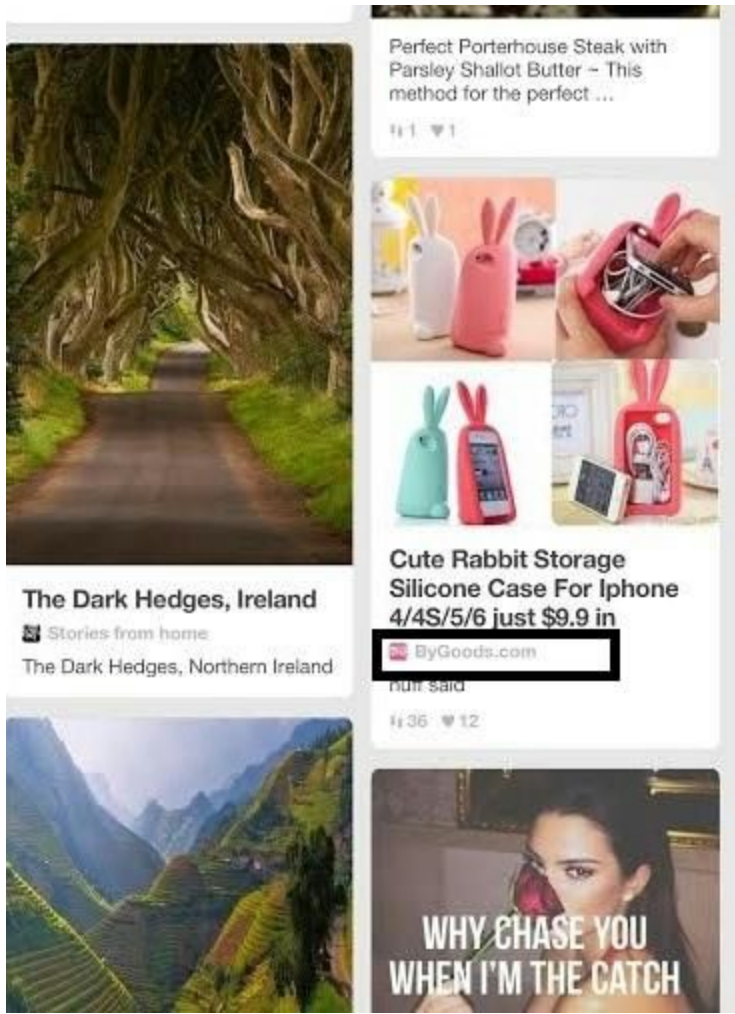 The Dark Hedges, Ireland
Stories from home
The Dark Hedges, Northern Ireland
Perfect Porterhouse Steak with
Parsley Shallot Butter ~ This
method for the perfect ...
1 1
Cute Rabbit Storage
Silicone Case For Iphone
4/4S/5/6 just $9.9 in
ByGoods.com
nuff said
36 12
WHY CHASE YOU
WHEN I'M THE CATCH